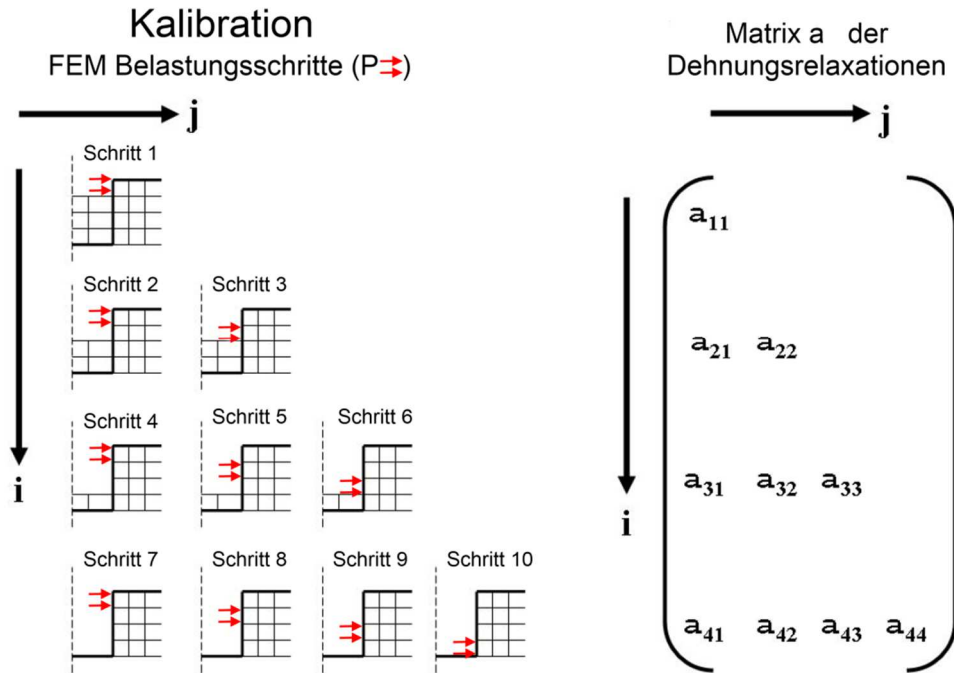 Kalibration
FEM Belastungsschritte (P⇉)
j
i
Schritt 1
Schritt 2 Schritt 3
Schritt 4 Schritt 5 Schritt 6
Schritt 7 Schritt 8 Schritt 9 Schritt 10
Matrix a der
Dehnungsrelaxationen
j
i
a₁₁
a₂₁ a₂₂
a₃₁ a₃₂ a₃₃
a₄₁ a₄₂ a₄₃ a₄₄